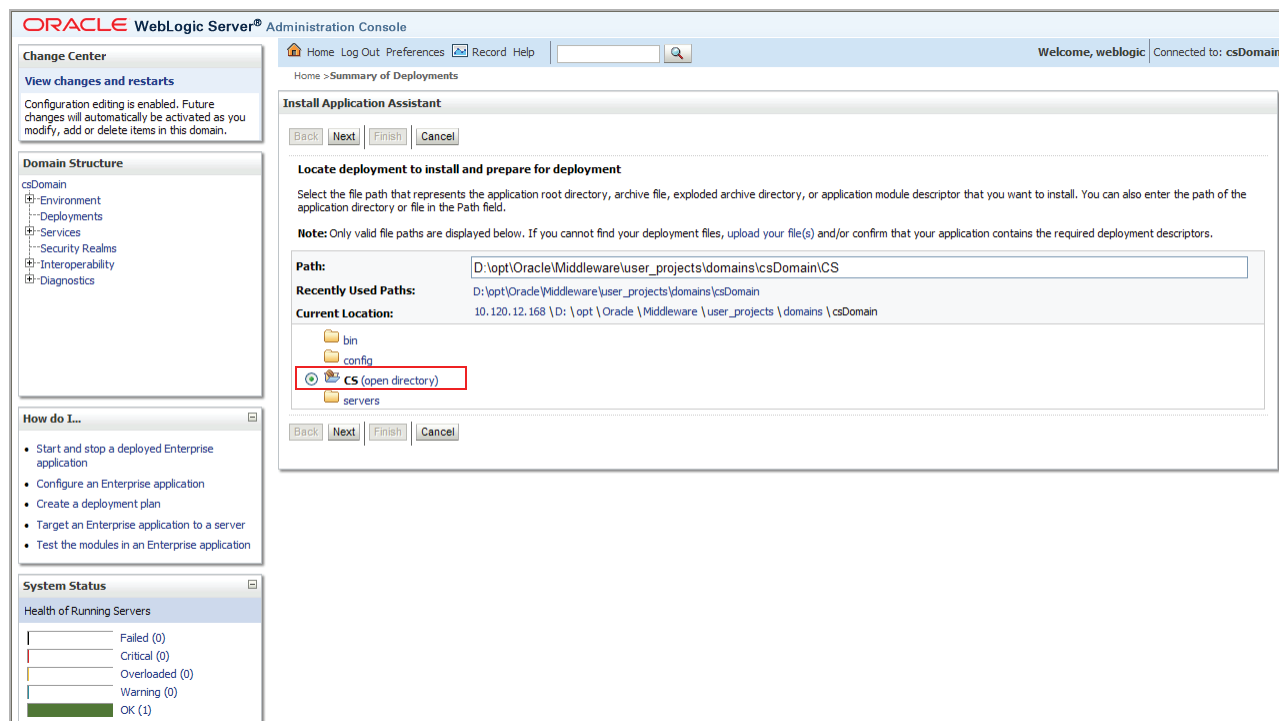 ORACLE WebLogic Server® Administration Console
Change Center
View changes and restarts
Configuration editing is enabled. Future
changes will automatically be activated as you
modify, add or delete items in this domain.
Domain Structure
csDomain
Environment
Deployments
Services
Security Realms
Interoperability
Diagnostics
How do I...
Start and stop a deployed Enterprise
application
Configure an Enterprise application
Create a deployment plan
Target an Enterprise application to a server
Test the modules in an Enterprise application
System Status
Health of Running Servers
Failed (0)
Critical (0)
Overloaded (0)
Warning (0)
OK (1)
Home Log Out Preferences Record Help
Welcome, weblogic Connected to: csDomain
Home >Summary of Deployments
Install Application Assistant
Back Next Finish Cancel
Locate deployment to install and prepare for deployment
Select the file path that represents the application root directory, archive file, exploded archive directory, or application module descriptor that you want to install. You can also enter the path of the
application directory or file in the Path field.
Note: Only valid file paths are displayed below. If you cannot find your deployment files, upload your file(s) and/or confirm that your application contains the required deployment descriptors.
Path: D:\opt\Oracle\Middleware\user_projects\domains\csDomain\CS
Recently Used Paths: D:\opt\Oracle\Middleware\user_projects\domains\csDomain
Current Location: 10.120.12.168 \D: \opt \Oracle \Middleware \user_projects \domains \csDomain
bin
config
CS (open directory)
servers
Back Next Finish Cancel